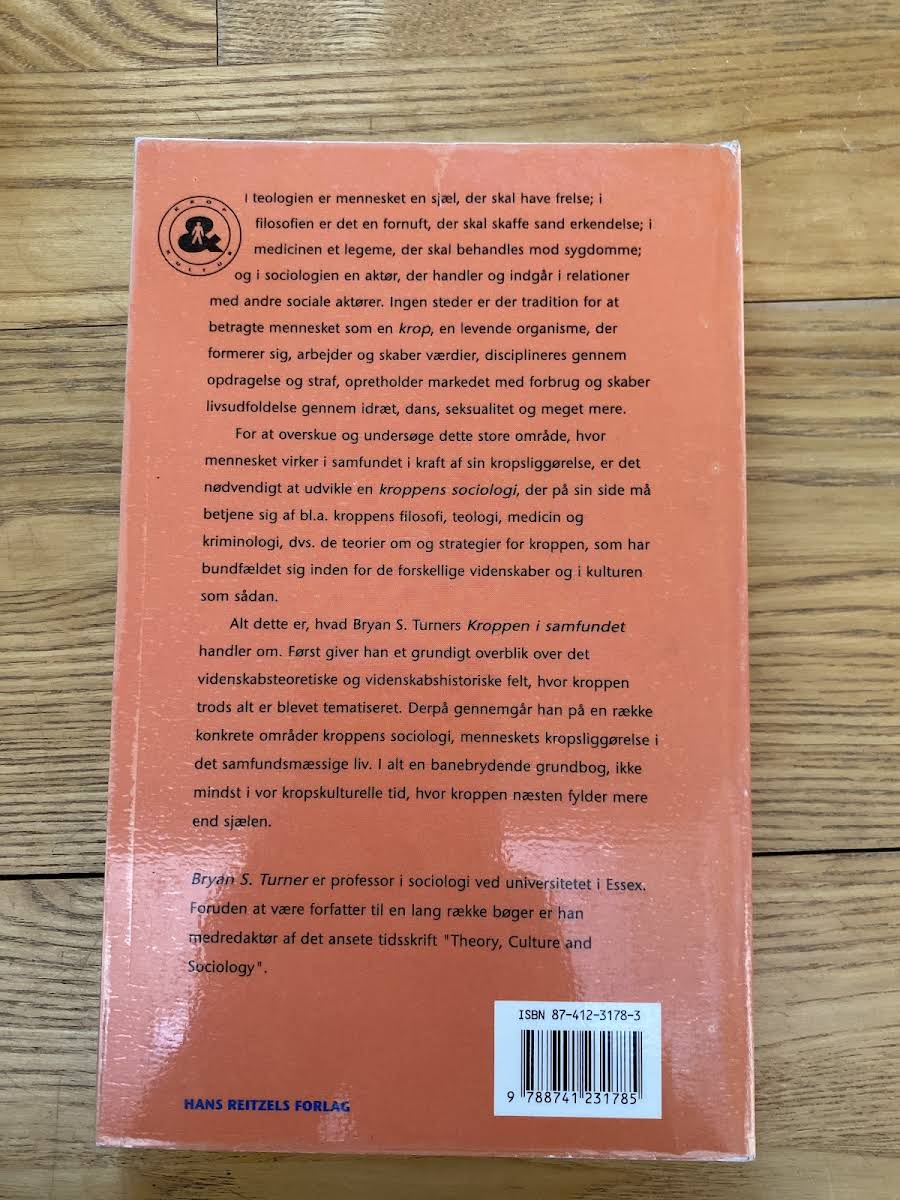 KROP
&
KULTUR
I teologien er mennesket en sjæl, der skal have frelse; i
filosofien er det en fornuft, der skal skaffe sand erkendelse; i
medicinen et legeme, der skal behandles mod sygdomme;
og i sociologien en aktør, der handler og indgår i relationer
med andre sociale aktører. Ingen steder er der tradition for at
betragte mennesket som en krop, en levende organisme, der
formerer sig, arbejder og skaber værdier, disciplineres gennem
opdragelse og straf, opretholder markedet med forbrug og skaber
livsudfoldelse gennem idræt, dans, seksualitet og meget mere.
For at overskue og undersøge dette store område, hvor
mennesket virker i samfundet i kraft af sin kropsliggørelse, er det
nødvendigt at udvikle en kroppens sociologi, der på sin side må
betjene sig af bl.a. kroppens filosofi, teologi, medicin og
kriminologi, dvs. de teorier om og strategier for kroppen, som har
bundfældet sig inden for de forskellige videnskaber og i kulturen
som sådan.
Alt dette er, hvad Bryan S. Turners Kroppen i samfundet
handler om. Først giver han et grundigt overblik over det
videnskabsteoretiske og videnskabshistoriske felt, hvor kroppen
trods alt er blevet tematiseret. Derpå gennemgår han på en række
konkrete områder kroppens sociologi, menneskets kropsliggørelse i
det samfundsmæssige liv. I alt en banebrydende grundbog, ikke
mindst i vor kropskulturelle tid, hvor kroppen næsten fylder mere
end sjælen.
Bryan S. Turner er professor i sociologi ved universitetet i Essex.
Foruden at være forfatter til en lang række bøger er han
medredaktør af det ansete tidsskrift "Theory, Culture and
Sociology".
ISBN 87-412-3178-3
9 788741 231785
HANS REITZELS FORLAG